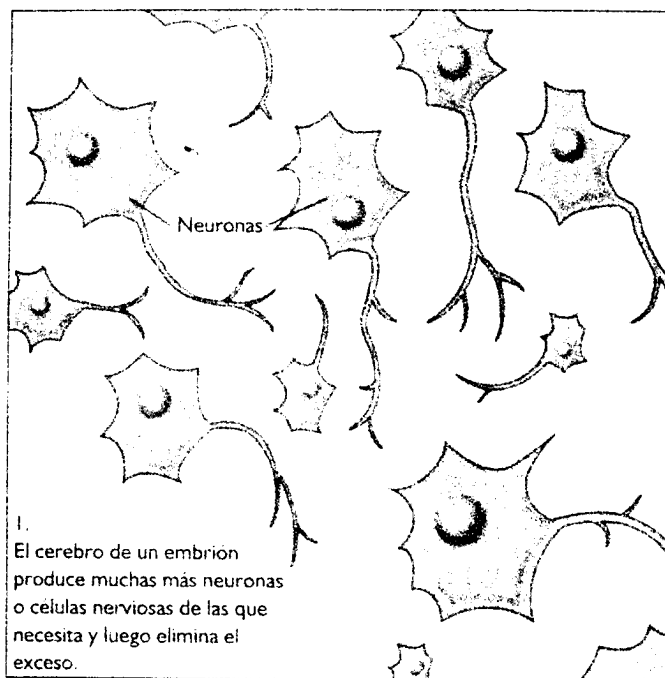 Neuronas
1.
El cerebro de un embrión
produce muchas más neuronas
o células nerviosas de las que
necesita y luego elimina el
exceso.